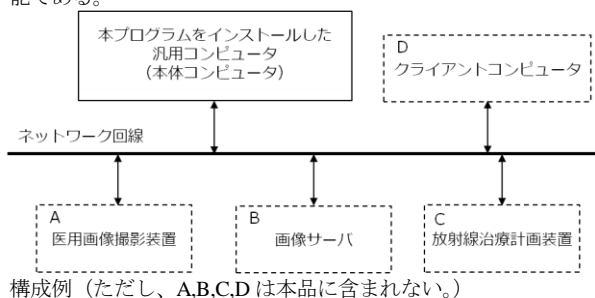 能である。
本プログラムをインストールした
汎用コンピュータ
（本体コンピュータ）
D
クライアントコンピュータ
ネットワーク回線
A
医用画像撮影装置
B
画像サーバ
C
放射線治療計画装置
構成例（ただし、A,B,C,D は本品に含まれない。）